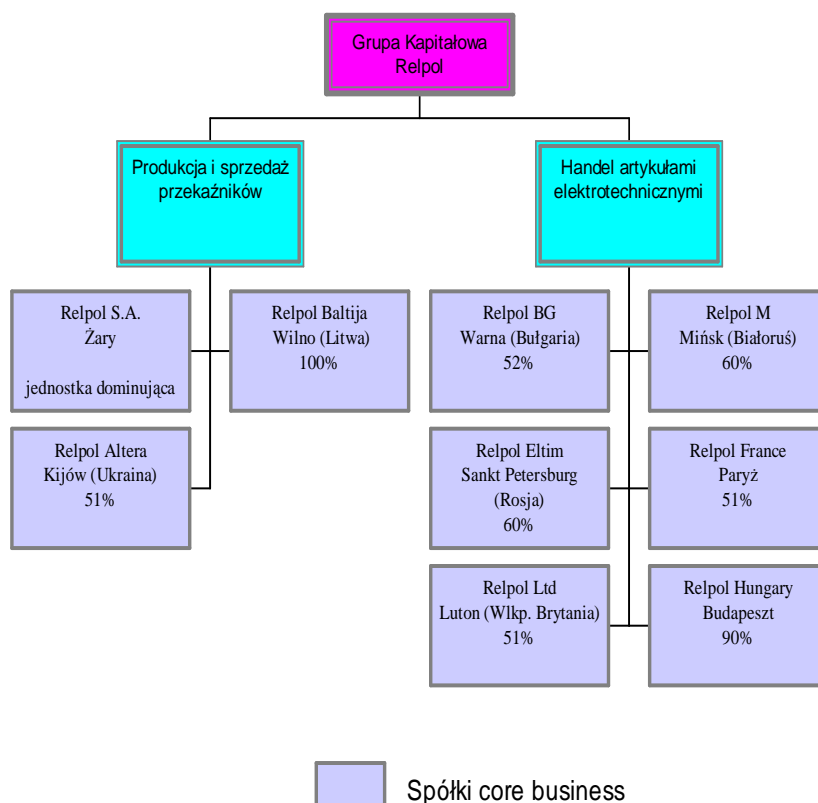 Grupa Kapitałowa
Relpol
Produkcja i sprzedaż
przekaźników
Handel artykułami
elektrotechnicznymi
Relpol S.A.
Żary
jednostka dominująca
Relpol Baltija
Wilno (Litwa)
100%
Relpol BG
Warna (Bułgaria)
52%
Relpol M
Mińsk (Białoruś)
60%
Relpol Altera
Kijów (Ukraina)
51%
Relpol Eltim
Sankt Petersburg
(Rosja)
60%
Relpol France
Paryż
51%
Relpol Ltd
Luton (Wlkp. Brytania)
51%
Relpol Hungary
Budapeszt
90%
Spółki core business